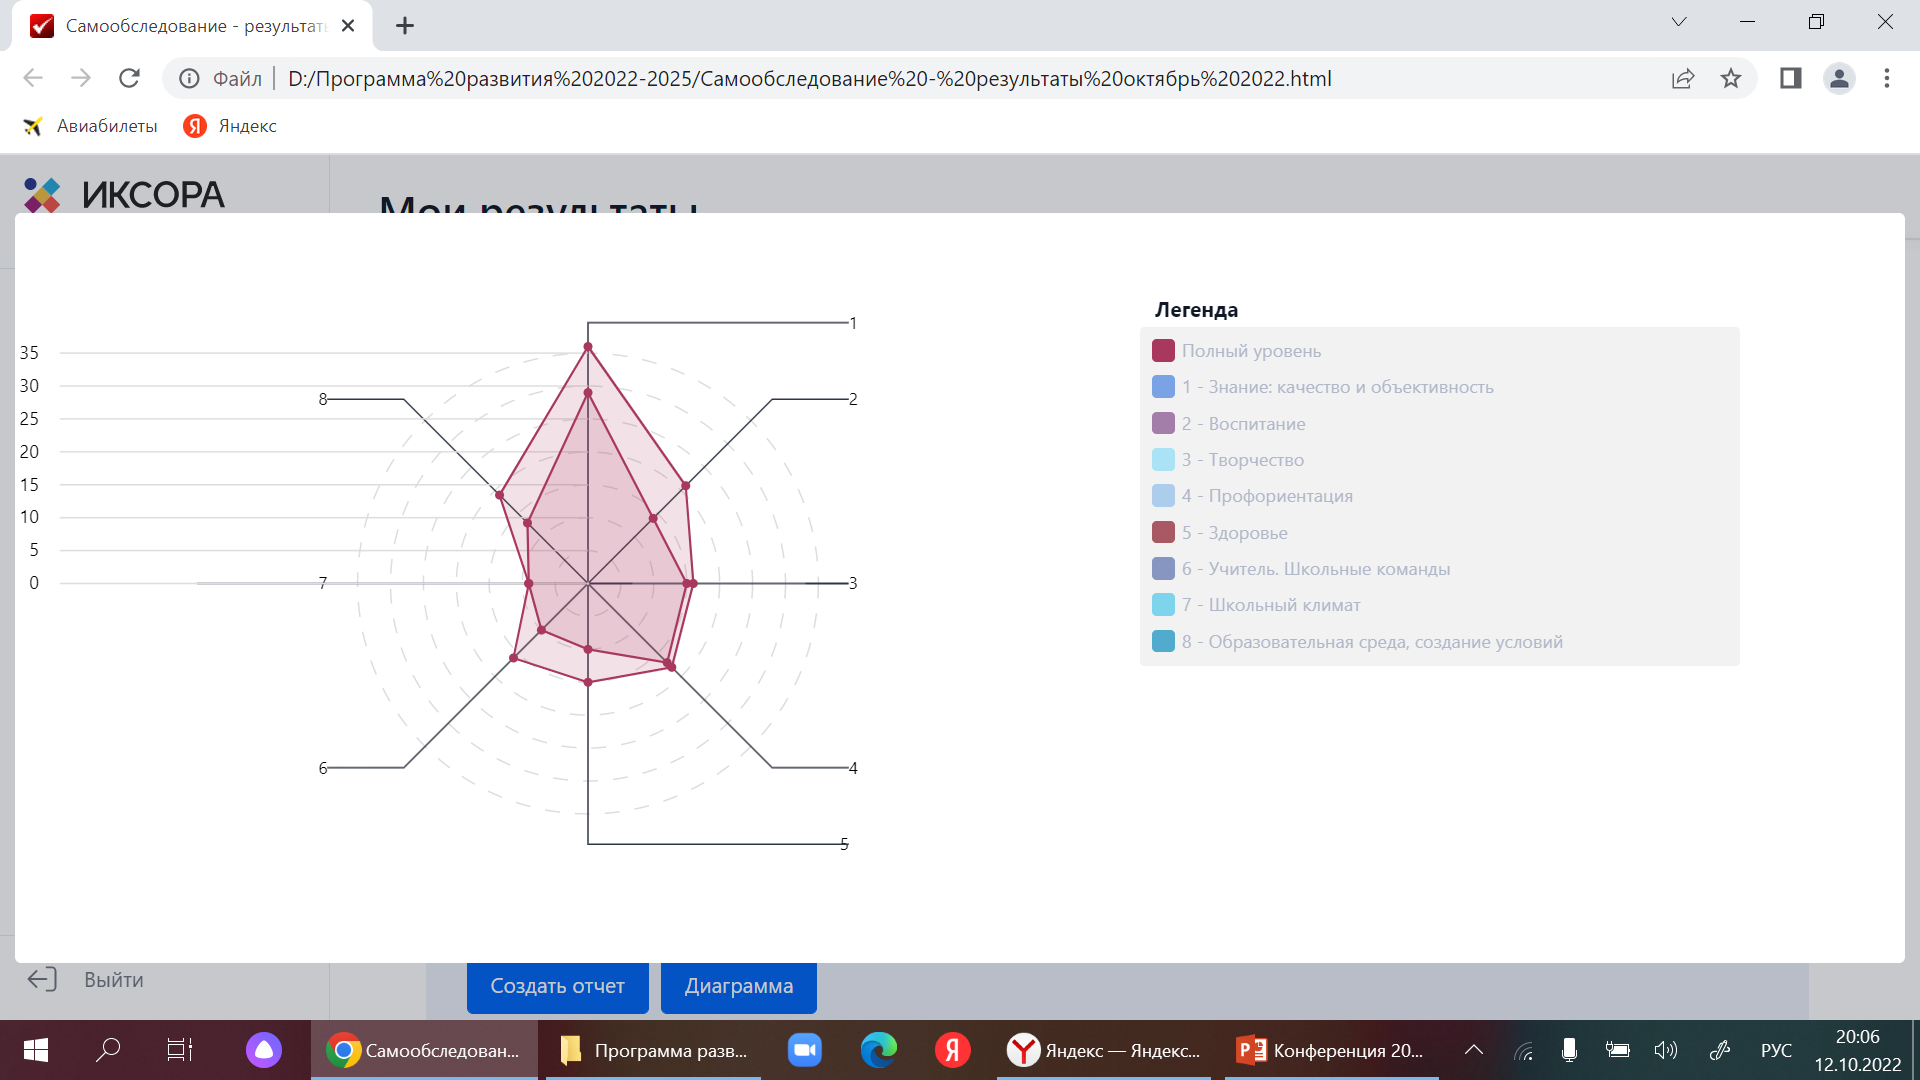 Самообследование - результаты
Файл
D:/Программа%20развития%202022-2025/Самообследование%20-%20результаты%20октябрь%202022.html
Авиабилеты
Яндекс
ИКСОРА
Мои результаты
35
30
25
20
15
10
5
0
1
2
3
4
5
6
7
8
Легенда
Полный уровень
1 - Знание: качество и объективность
2 - Воспитание
3 - Творчество
4 - Профориентация
5 - Здоровье
6 - Учитель. Школьные команды
7 - Школьный климат
8 - Образовательная среда, создание условий
Выйти
Создать отчет
Диаграмма
Самообследован...
Программа разв...
Яндекс — Яндекс...
Конференция 20...
РУС
20:06
12.10.2022